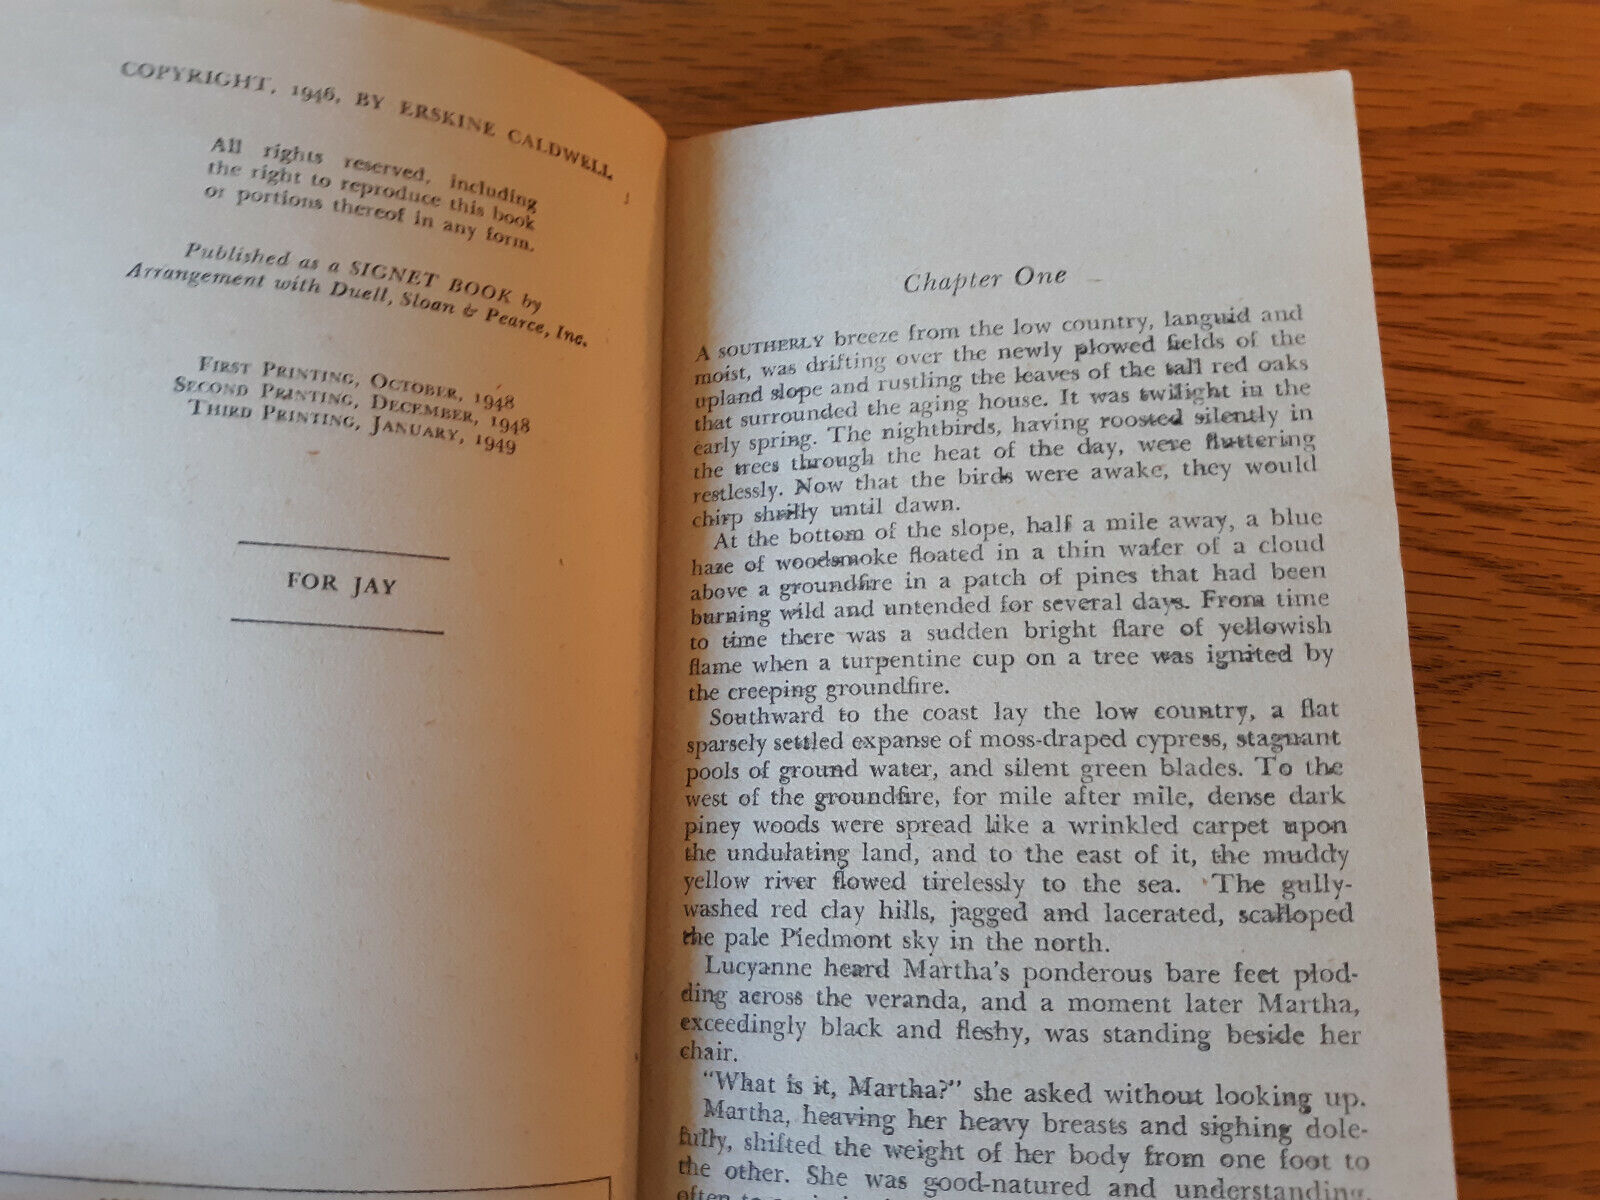 COPYRIGHT, 1946, BY ERSKINE CALDWELL.
All rights reserved, including
the right to reproduce this book
or portions thereof in any form.
Published as a SIGNET BOOK by
Arrangement with Duell, Sloan & Pearce, Inc.
FIRST PRINTING, OCTOBER, 1948
SECOND PRINTING, DECEMBER, 1948
THIRD PRINTING, JANUARY, 1949
FOR JAY
Chapter One
A SOUTHERLY breeze from the low country, languid and
moist, was drifting over the newly plowed fields of the
upland slope and rustling the leaves of the tall red oaks
that surrounded the aging house. It was twilight in the
early spring. The nightbirds, having roosted silently in
the trees through the heat of the day, were fluttering
restlessly. Now that the birds were awake, they would
chirp shrilly until dawn.
At the bottom of the slope, half a mile away, a blue
haze of woodsmoke floated in a thin wafer of a cloud
above a groundfire in a patch of pines that had been
burning wild and untended for several days. From time
to time there was a sudden bright flare of yellowish
flame when a turpentine cup on a tree was ignited by
the creeping groundfire.
Southward to the coast lay the low country, a flat
sparsely settled expanse of moss-draped cypress, stagnant
pools of ground water, and silent green blades. To the
west of the groundfire, for mile after mile, dense dark
piney woods were spread like a wrinkled carpet upon
the undulating land, and to the east of it, the muddy
yellow river flowed tirelessly to the sea. The gully-
washed red clay hills, jagged and lacerated, scalloped
the pale Piedmont sky in the north.
Lucyanne heard Martha's ponderous bare feet plod-
ding across the veranda, and a moment later Martha,
exceedingly black and fleshy, was standing beside her
chair.
"What is it, Martha?" she asked without looking up.
Martha, heaving her heavy breasts and sighing dole-
fully, shifted the weight of her body from one foot to
the other. She was good-natured and understanding,
often